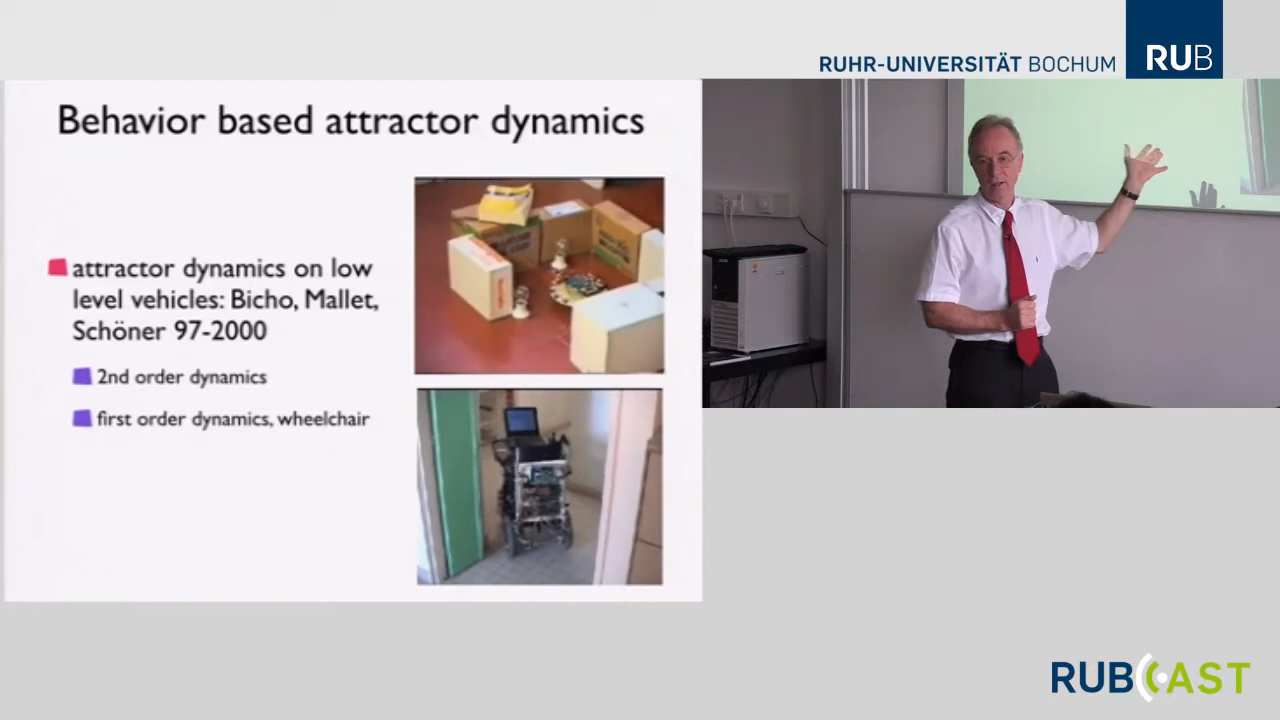 RUHR-UNIVERSITÄT BOCHUM
RUB
Behavior based attractor dynamics
attractor dynamics on low
level vehicles: Bicho, Mallet,
Schöner 97-2000
2nd order dynamics
first order dynamics, wheelchair
RUBCAST